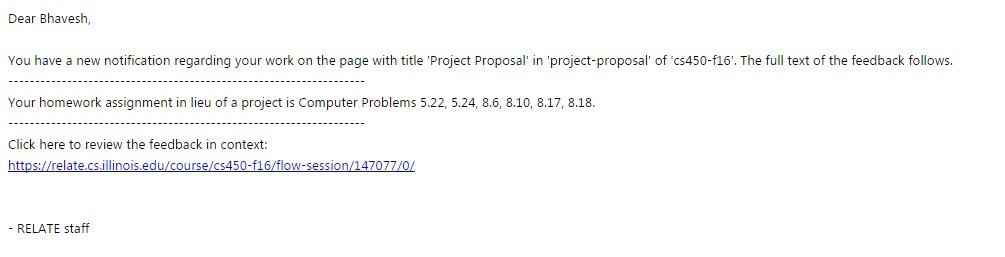 Dear Bhavesh,
You have a new notification regarding your work on the page with title 'Project Proposal' in 'project-proposal' of 'cs450-f16'. The full text of the feedback follows.
---------------------------------------------------------------------
Your homework assignment in lieu of a project is Computer Problems 5.22, 5.24, 8.6, 8.10, 8.17, 8.18.
---------------------------------------------------------------------
Click here to review the feedback in context:
https://relate.cs.illinois.edu/course/cs450-f16/flow-session/147077/0/
- RELATE staff